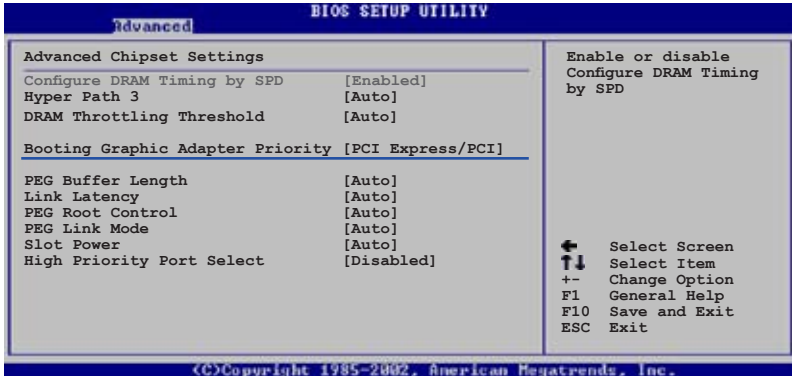 BIOS SETUP UTILITY
Advanced
Advanced Chipset Settings
Configure DRAM Timing by SPD [Enabled]
Hyper Path 3 [Auto]
DRAM Throttling Threshold [Auto]
Booting Graphic Adapter Priority [PCI Express/PCI]
PEG Buffer Length [Auto]
Link Latency [Auto]
PEG Root Control [Auto]
PEG Link Mode [Auto]
Slot Power [Auto]
High Priority Port Select [Disabled]
Enable or disable
Configure DRAM Timing
by SPD
← Select Screen
↑↓ Select Item
+- Change Option
F1 General Help
F10 Save and Exit
ESC Exit
(C)Copyright 1985-2002, American Megatrends, Inc.